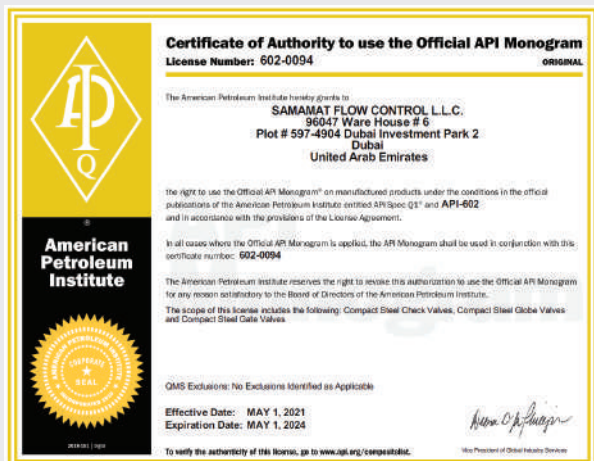 Certificate of Authority to use the Official API Monogram
License Number: 602-0094
ORIGINAL
The American Petroleum Institute hereby grants to
SAMAMAT FLOW CONTROL L.L.C.
96047 Ware House # 6
Plot # 597-4904 Dubai Investment Park 2
Dubai
United Arab Emirates
the right to use the Official API Monogram® on manufactured products under the conditions in the official
publications of the American Petroleum Institute entitled API Spec Q1® and API-602
and in accordance with the provisions of the License Agreement.
In all cases where the Official API Monogram is applied, the API Monogram shall be used in conjunction with this
certificate number: 602-0094
The American Petroleum Institute reserves the right to revoke this authorization to use the Official API Monogram
for any reason satisfactory to the Board of Directors of the American Petroleum Institute.
The scope of this license includes the following: Compact Steel Check Valves, Compact Steel Globe Valves
and Compact Steel Gate Valves
QMS Exclusions: No Exclusions Identified as Applicable
Effective Date: MAY 1, 2021
Expiration Date: MAY 1, 2024
To verify the authenticity of this license, go to www.api.org/compositelist.
Vice President of Global Industry Services
API
Q
®
American
Petroleum
Institute
AMERICAN PETROLEUM INSTITUTE
CORPORATE
SEAL